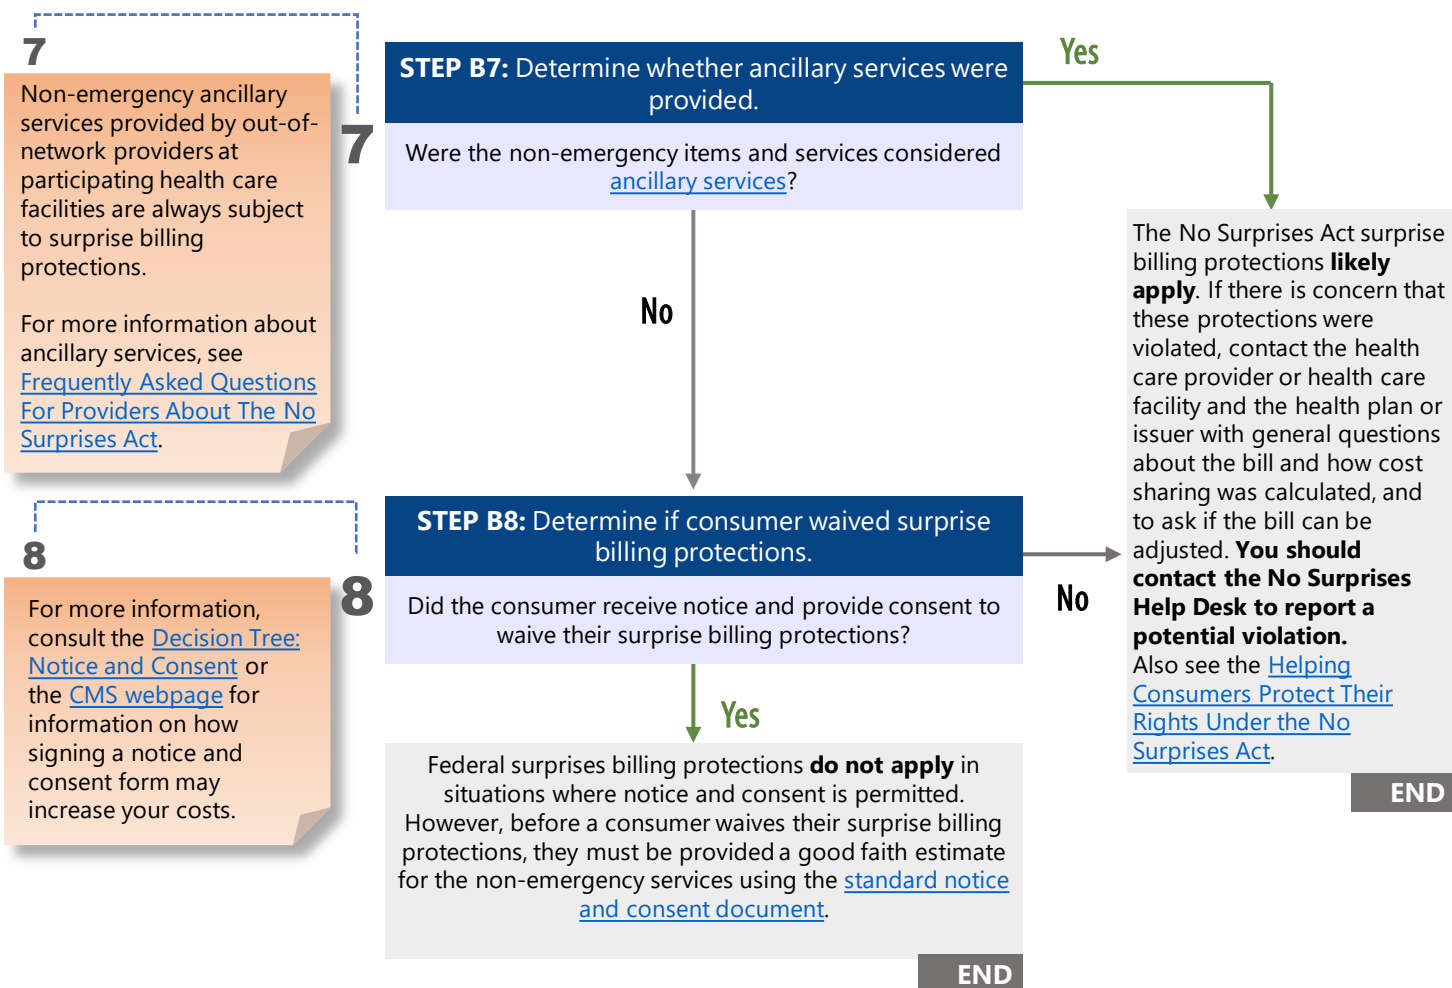 7
Non-emergency ancillary
services provided by out-of-
network providers at
participating health care
facilities are always subject
to surprise billing
protections.
For more information about
ancillary services, see
Frequently Asked Questions
For Providers About The No
Surprises Act.
7
STEP B7: Determine whether ancillary services were
provided.
Were the non-emergency items and services considered
ancillary services?
Yes
No
The No Surprises Act surprise
billing protections likely
apply. If there is concern that
these protections were
violated, contact the health
care provider or health care
facility and the health plan or
issuer with general questions
about the bill and how cost
sharing was calculated, and
to ask if the bill can be
adjusted. You should
contact the No Surprises
Help Desk to report a
potential violation.
Also see the Helping
Consumers Protect Their
Rights Under the No
Surprises Act.
END
8
For more information,
consult the Decision Tree:
Notice and Consent or
the CMS webpage for
information on how
signing a notice and
consent form may
increase your costs.
8
STEP B8: Determine if consumer waived surprise
billing protections.
Did the consumer receive notice and provide consent to
waive their surprise billing protections?
No
Yes
Federal surprises billing protections do not apply in
situations where notice and consent is permitted.
However, before a consumer waives their surprise billing
protections, they must be provided a good faith estimate
for the non-emergency services using the standard notice
and consent document.
END